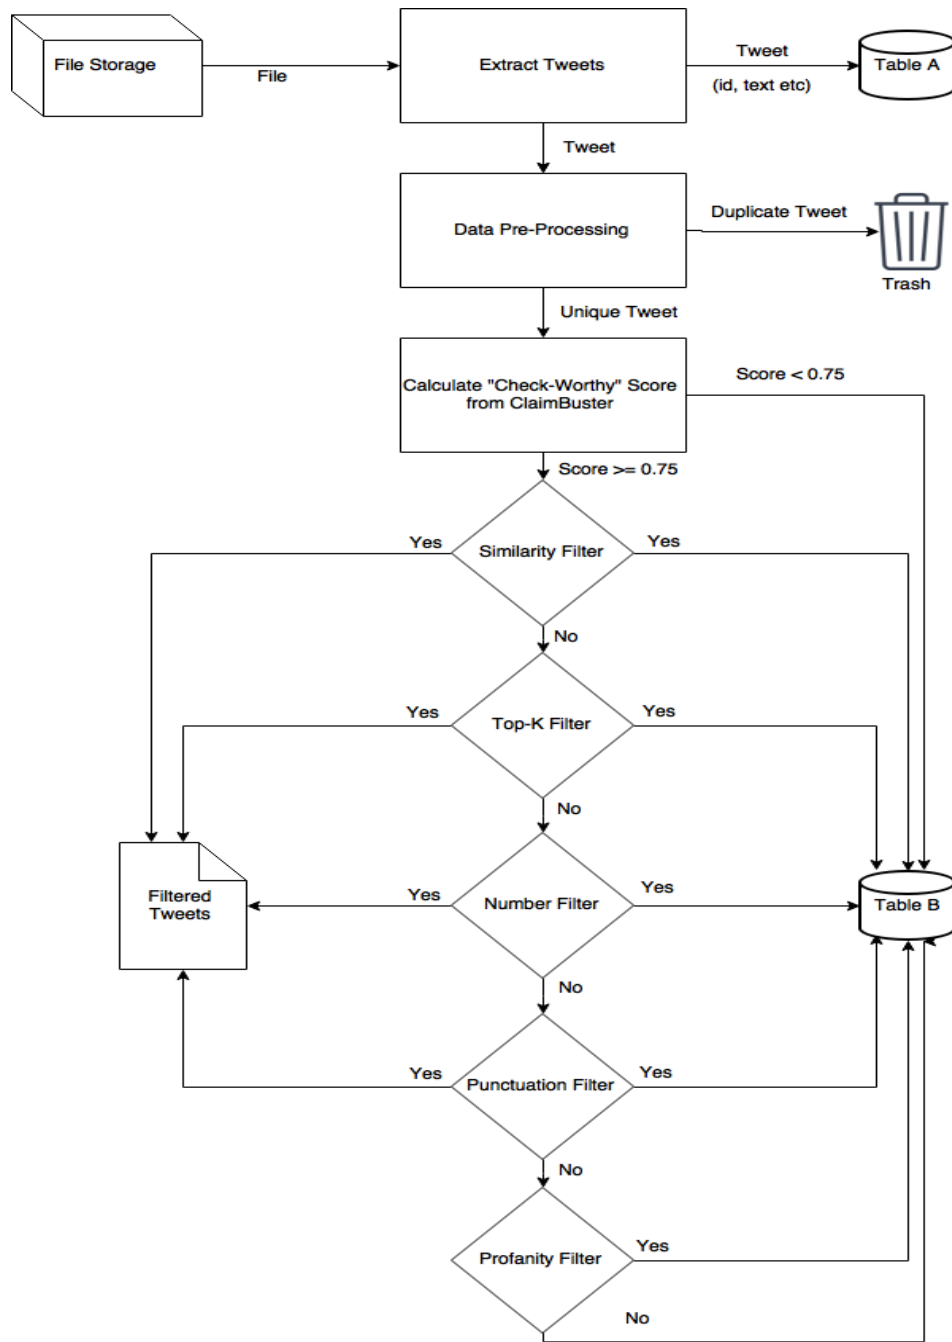 File Storage
File
Extract Tweets
Tweet
(id, text etc)
Table A
Tweet
Data Pre-Processing
Duplicate Tweet
Trash
Unique Tweet
Calculate "Check-Worthy" Score
from ClaimBuster
Score < 0.75
Score >= 0.75
Yes
Similarity Filter
Yes
No
Yes
Top-K Filter
Yes
No
Filtered
Tweets
Yes
Number Filter
Yes
Table B
No
Yes
Punctuation Filter
Yes
No
Profanity Filter
Yes
No